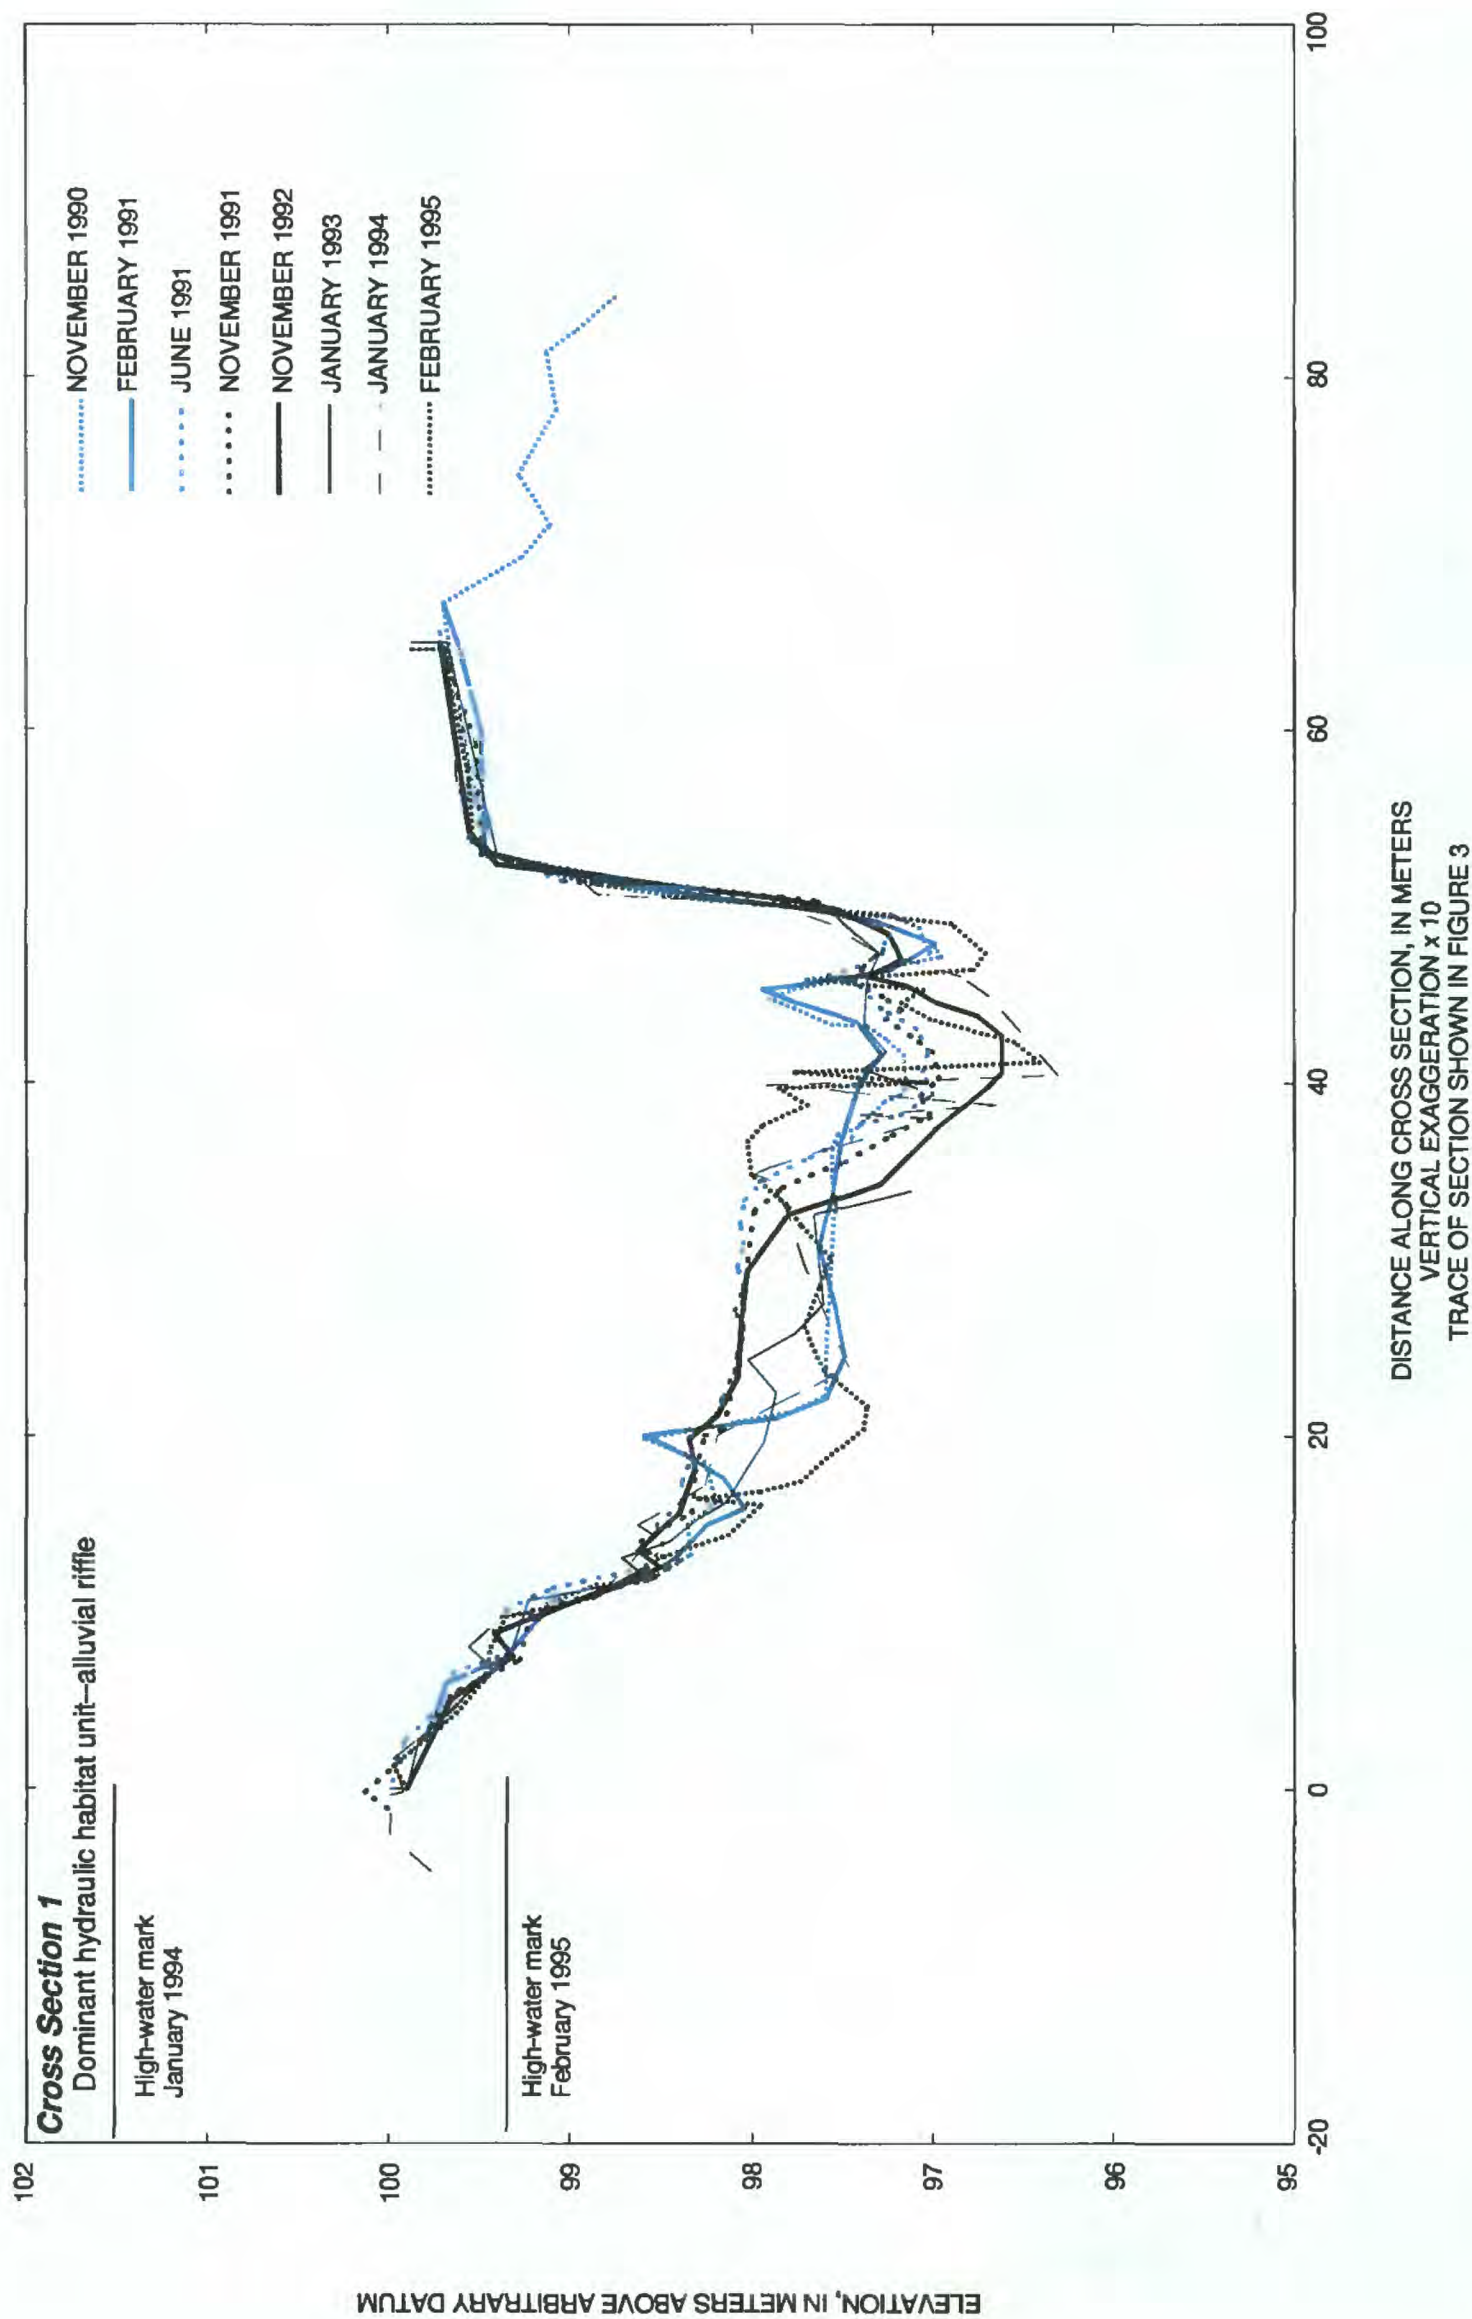 Cross Section 1
Dominant hydraulic habitat unit—alluvial riffle
High-water mark
January 1994
High-water mark
February 1995
NOVEMBER 1990
FEBRUARY 1991
JUNE 1991
NOVEMBER 1991
NOVEMBER 1992
JANUARY 1993
JANUARY 1994
FEBRUARY 1995
ELEVATION, IN METERS ABOVE ARBITRARY DATUM
102
101
100
99
98
97
96
95
-20
0
20
40
60
80
100
DISTANCE ALONG CROSS SECTION, IN METERS
VERTICAL EXAGGERATION x 10
TRACE OF SECTION SHOWN IN FIGURE 3